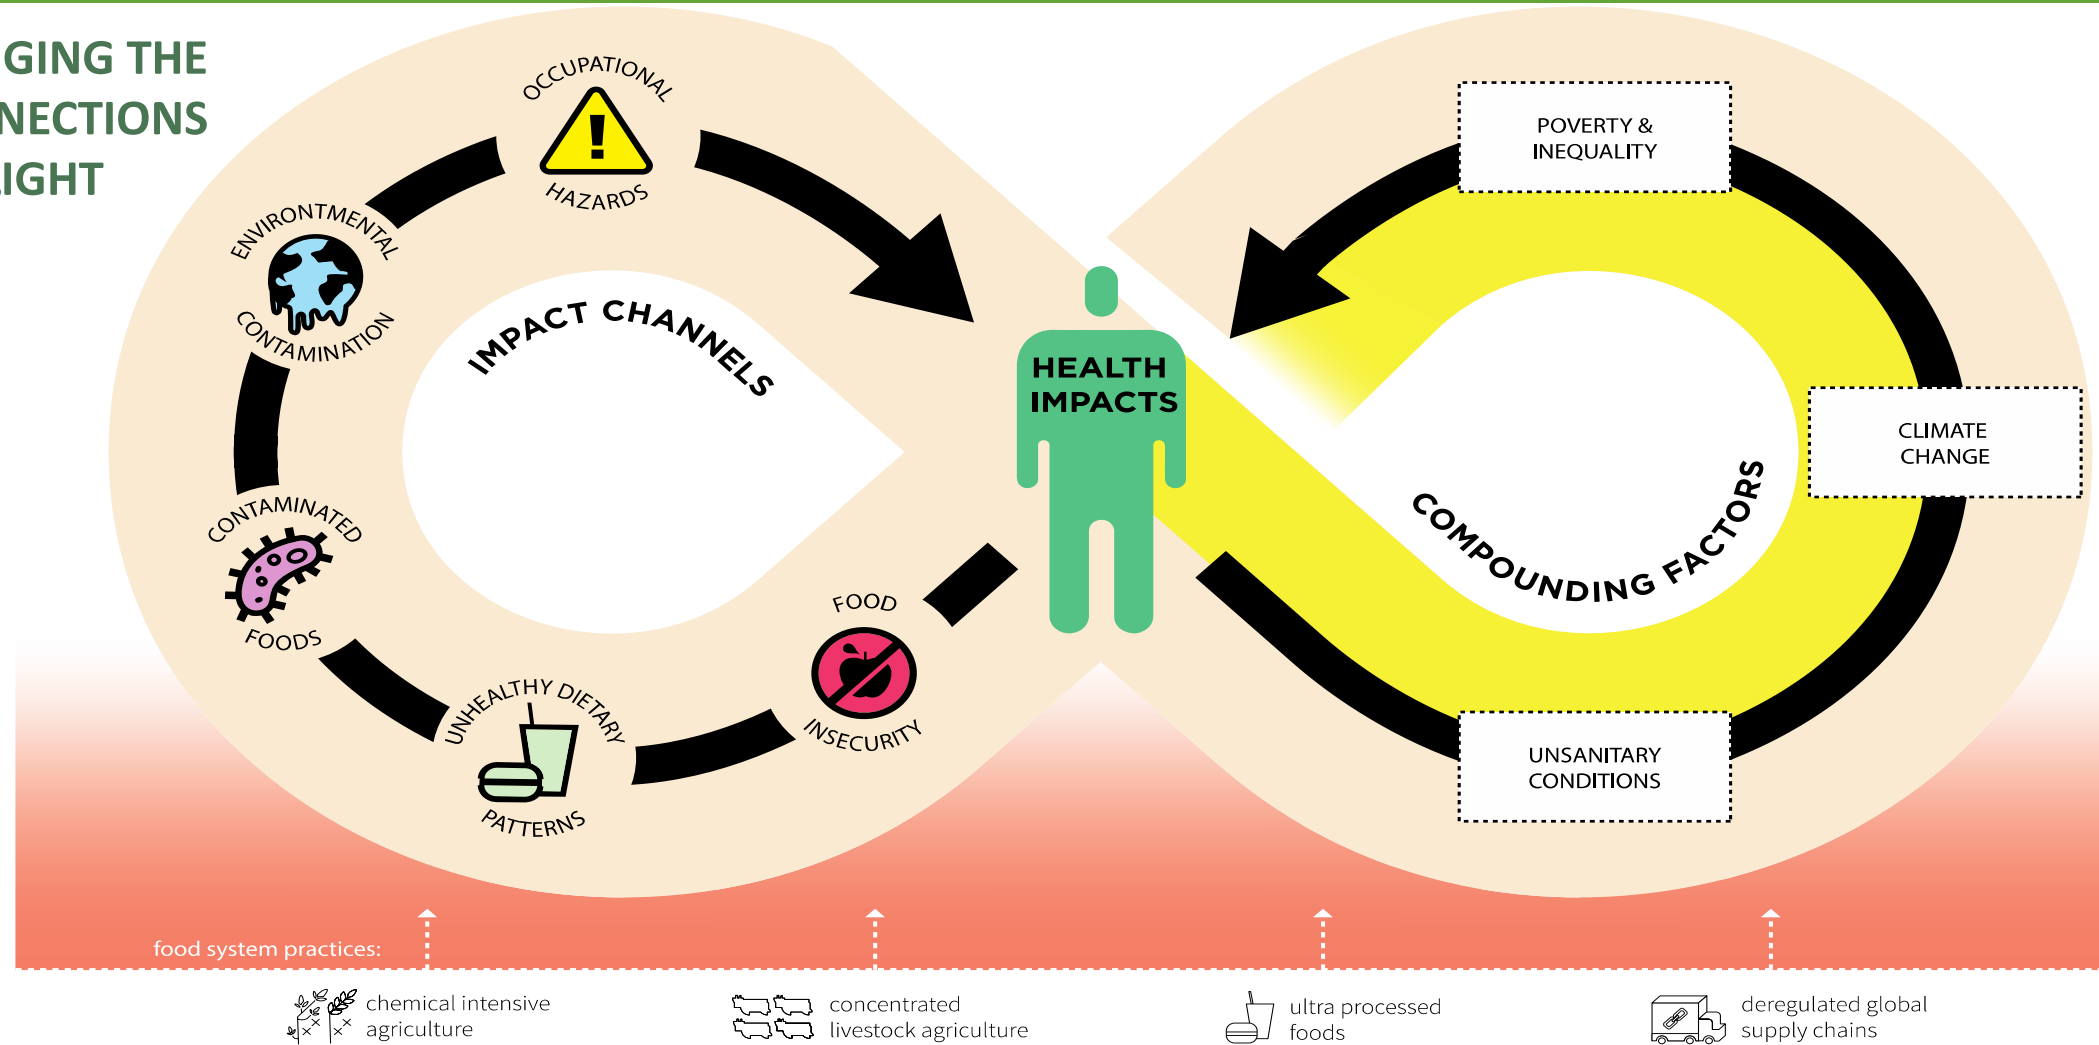 GING THE
NECTIONS
LIGHT
OCCUPATIONAL
HAZARDS
ENVIRONTMENTAL
CONTAMINATION
CONTAMINATED
FOODS
UNHEALTHY DIETARY
PATTERNS
FOOD
INSECURITY
IMPACT CHANNELS
HEALTH
IMPACTS
POVERTY &
INEQUALITY
CLIMATE
CHANGE
UNSANITARY
CONDITIONS
COMPOUNDING FACTORS
food system practices:
chemical intensive
agriculture
concentrated
livestock agriculture
ultra processed
foods
deregulated global
supply chains